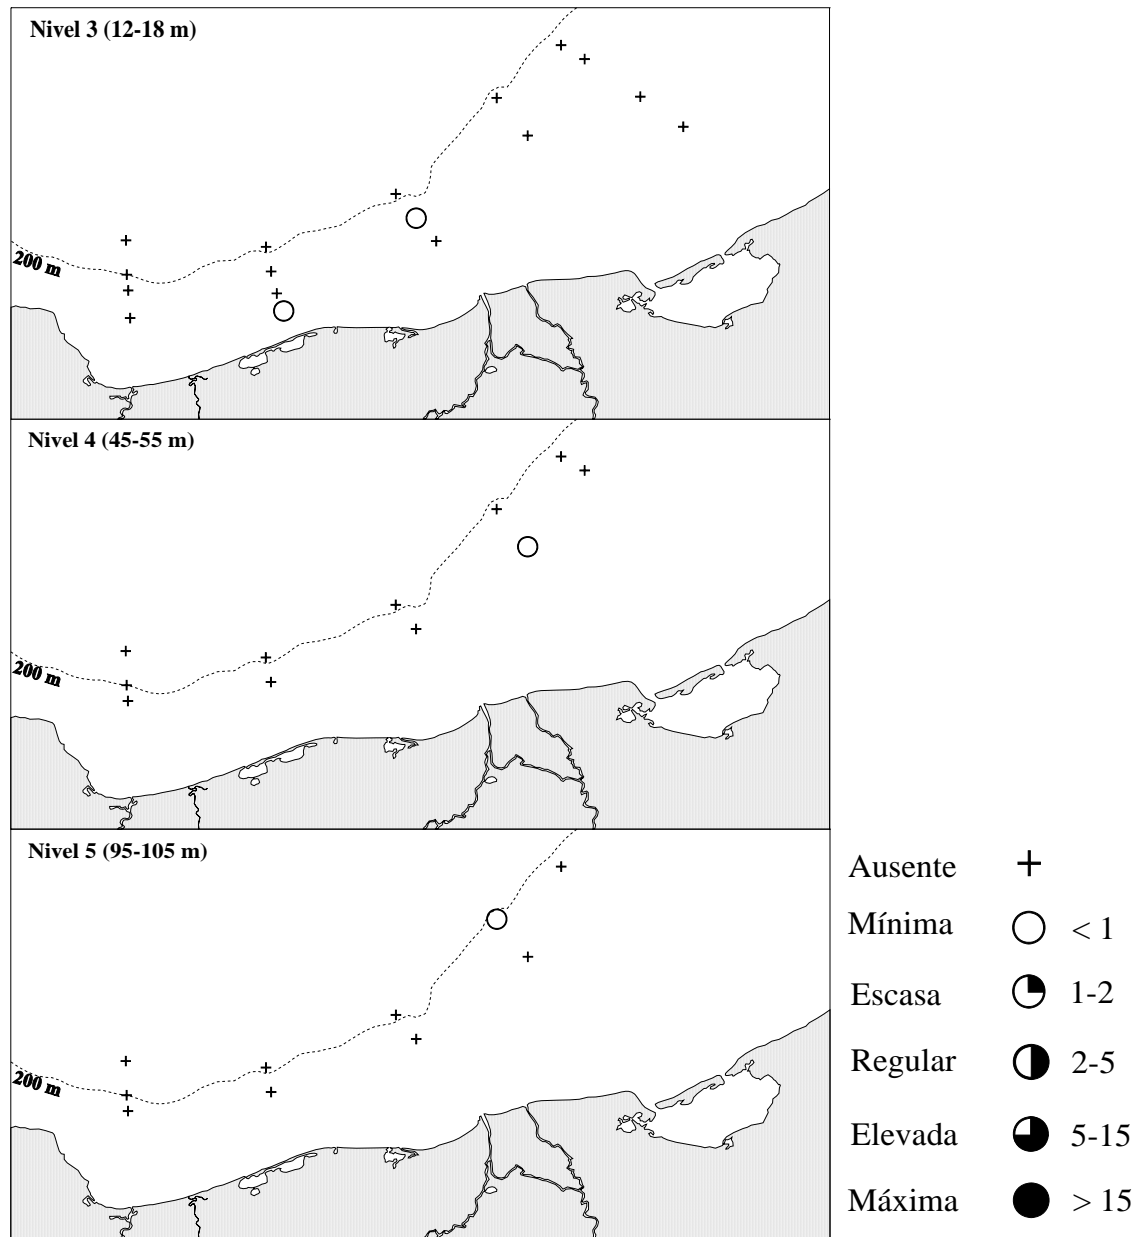 Nivel 3 (12-18 m)
200 m
Nivel 4 (45-55 m)
200 m
Nivel 5 (95-105 m)
200 m
Ausente
Mínima < 1
Escasa 1-2
Regular 2-5
Elevada 5-15
Máxima > 15